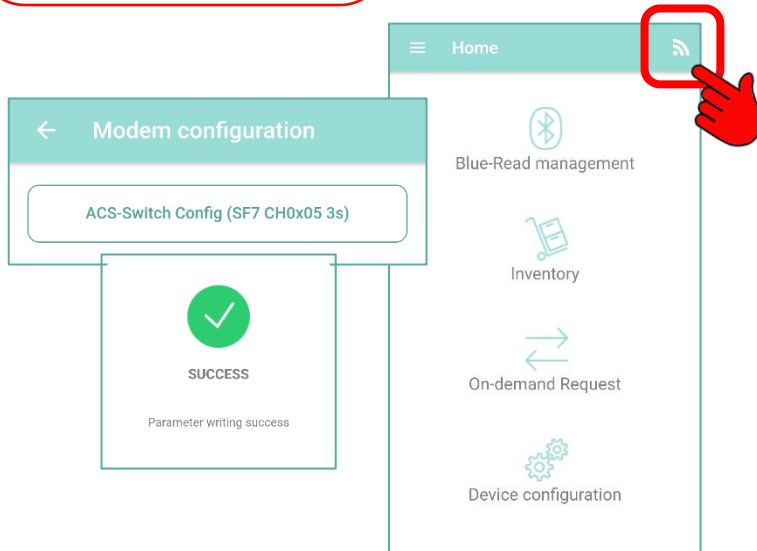 Home
Modem configuration
ACS-Switch Config (SF7 CH0x05 3s)
SUCCESS
Parameter writing success
Blue-Read management
Inventory
On-demand Request
Device configuration